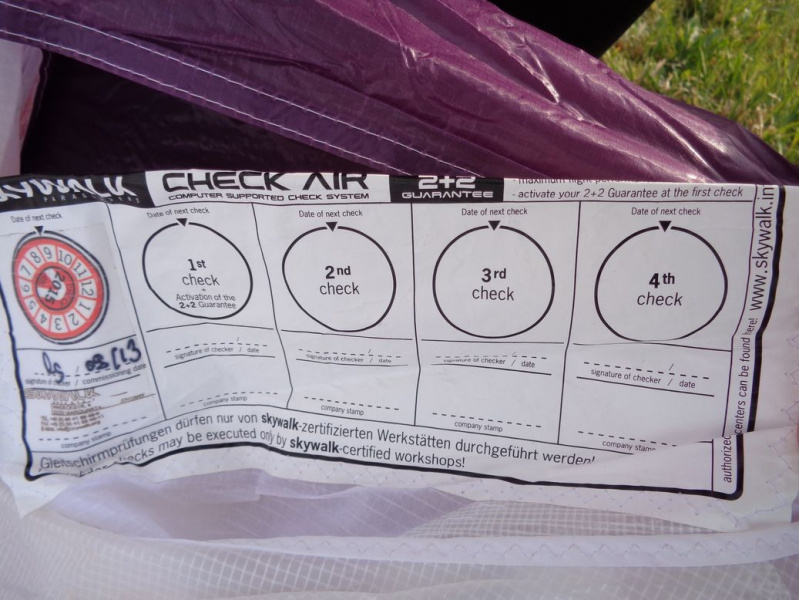 SKYWALK
CHECK AIR
COMPUTER SUPPORTED CHECK SYSTEM
2+2
GUARANTEE
- maximum flight
- activate your 2+2 Guarantee at the first check
Date of next check
7 8 9 10 11 12 1 2 3 4 5 6
2015
03/13
signature of checker / commissioning date
company stamp
Date of next check
1st
check
+
Activation of the
2+2 Guarantee
signature of checker / date
company stamp
Date of next check
2nd
check
signature of checker / date
company stamp
Date of next check
3rd
check
signature of checker / date
company stamp
Date of next check
4th
check
signature of checker / date
company stamp
Gleitschirmprüfungen dürfen nur von skywalk-zertifizierten Werkstätten durchgeführt werden!
checks may be executed only by skywalk-certified workshops!
authorized centers can be found here! www.skywalk.in